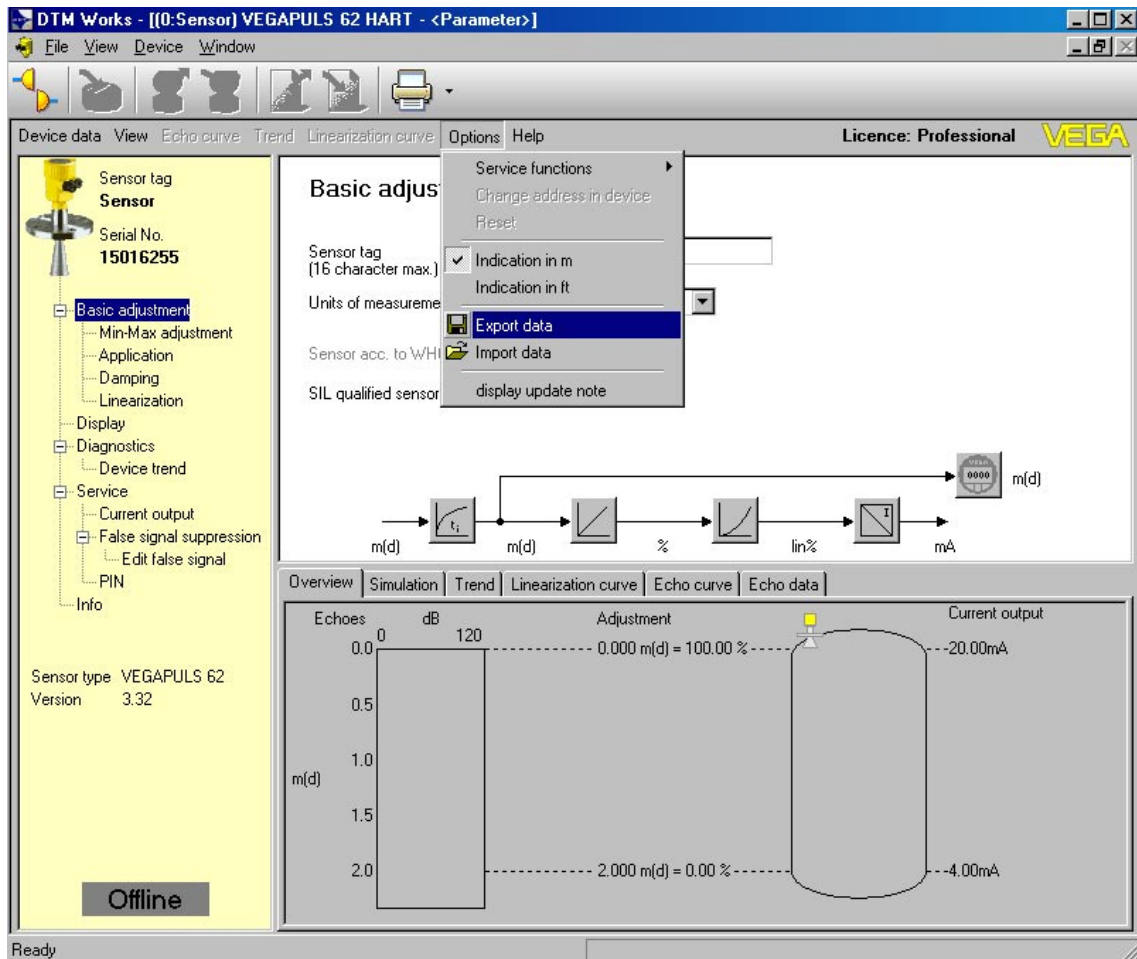 DTM Works - [(0:Sensor) VEGAPULS 62 HART - <Parameter>]
File View Device Window
Device data View Echo curve Trend Linearization curve Options Help Licence: Professional VEGA
Sensor tag
Sensor
Serial No.
15016255
Basic adjustment
Min-Max adjustment
Application
Damping
Linearization
Display
Diagnostics
Device trend
Service
Current output
False signal suppression
Edit false signal
PIN
Info
Sensor type VEGAPULS 62
Version 3.32
Offline
Basic adjus
Sensor tag
(16 character max.)
Units of measureme
Sensor acc. to WH
SIL qualified sensor
Service functions
Change address in device
Reset
Indication in m
Indication in ft
Export data
Import data
display update note
VEGA
0000 m(d)
ti
I
m(d) m(d) % lin% mA
Overview Simulation Trend Linearization curve Echo curve Echo data
Echoes dB Adjustment Current output
0 120
0.0 0.000 m(d) = 100.00 % 20.00mA
0.5
1.0
m(d)
1.5
2.0 2.000 m(d) = 0.00 % 4.00mA
Ready